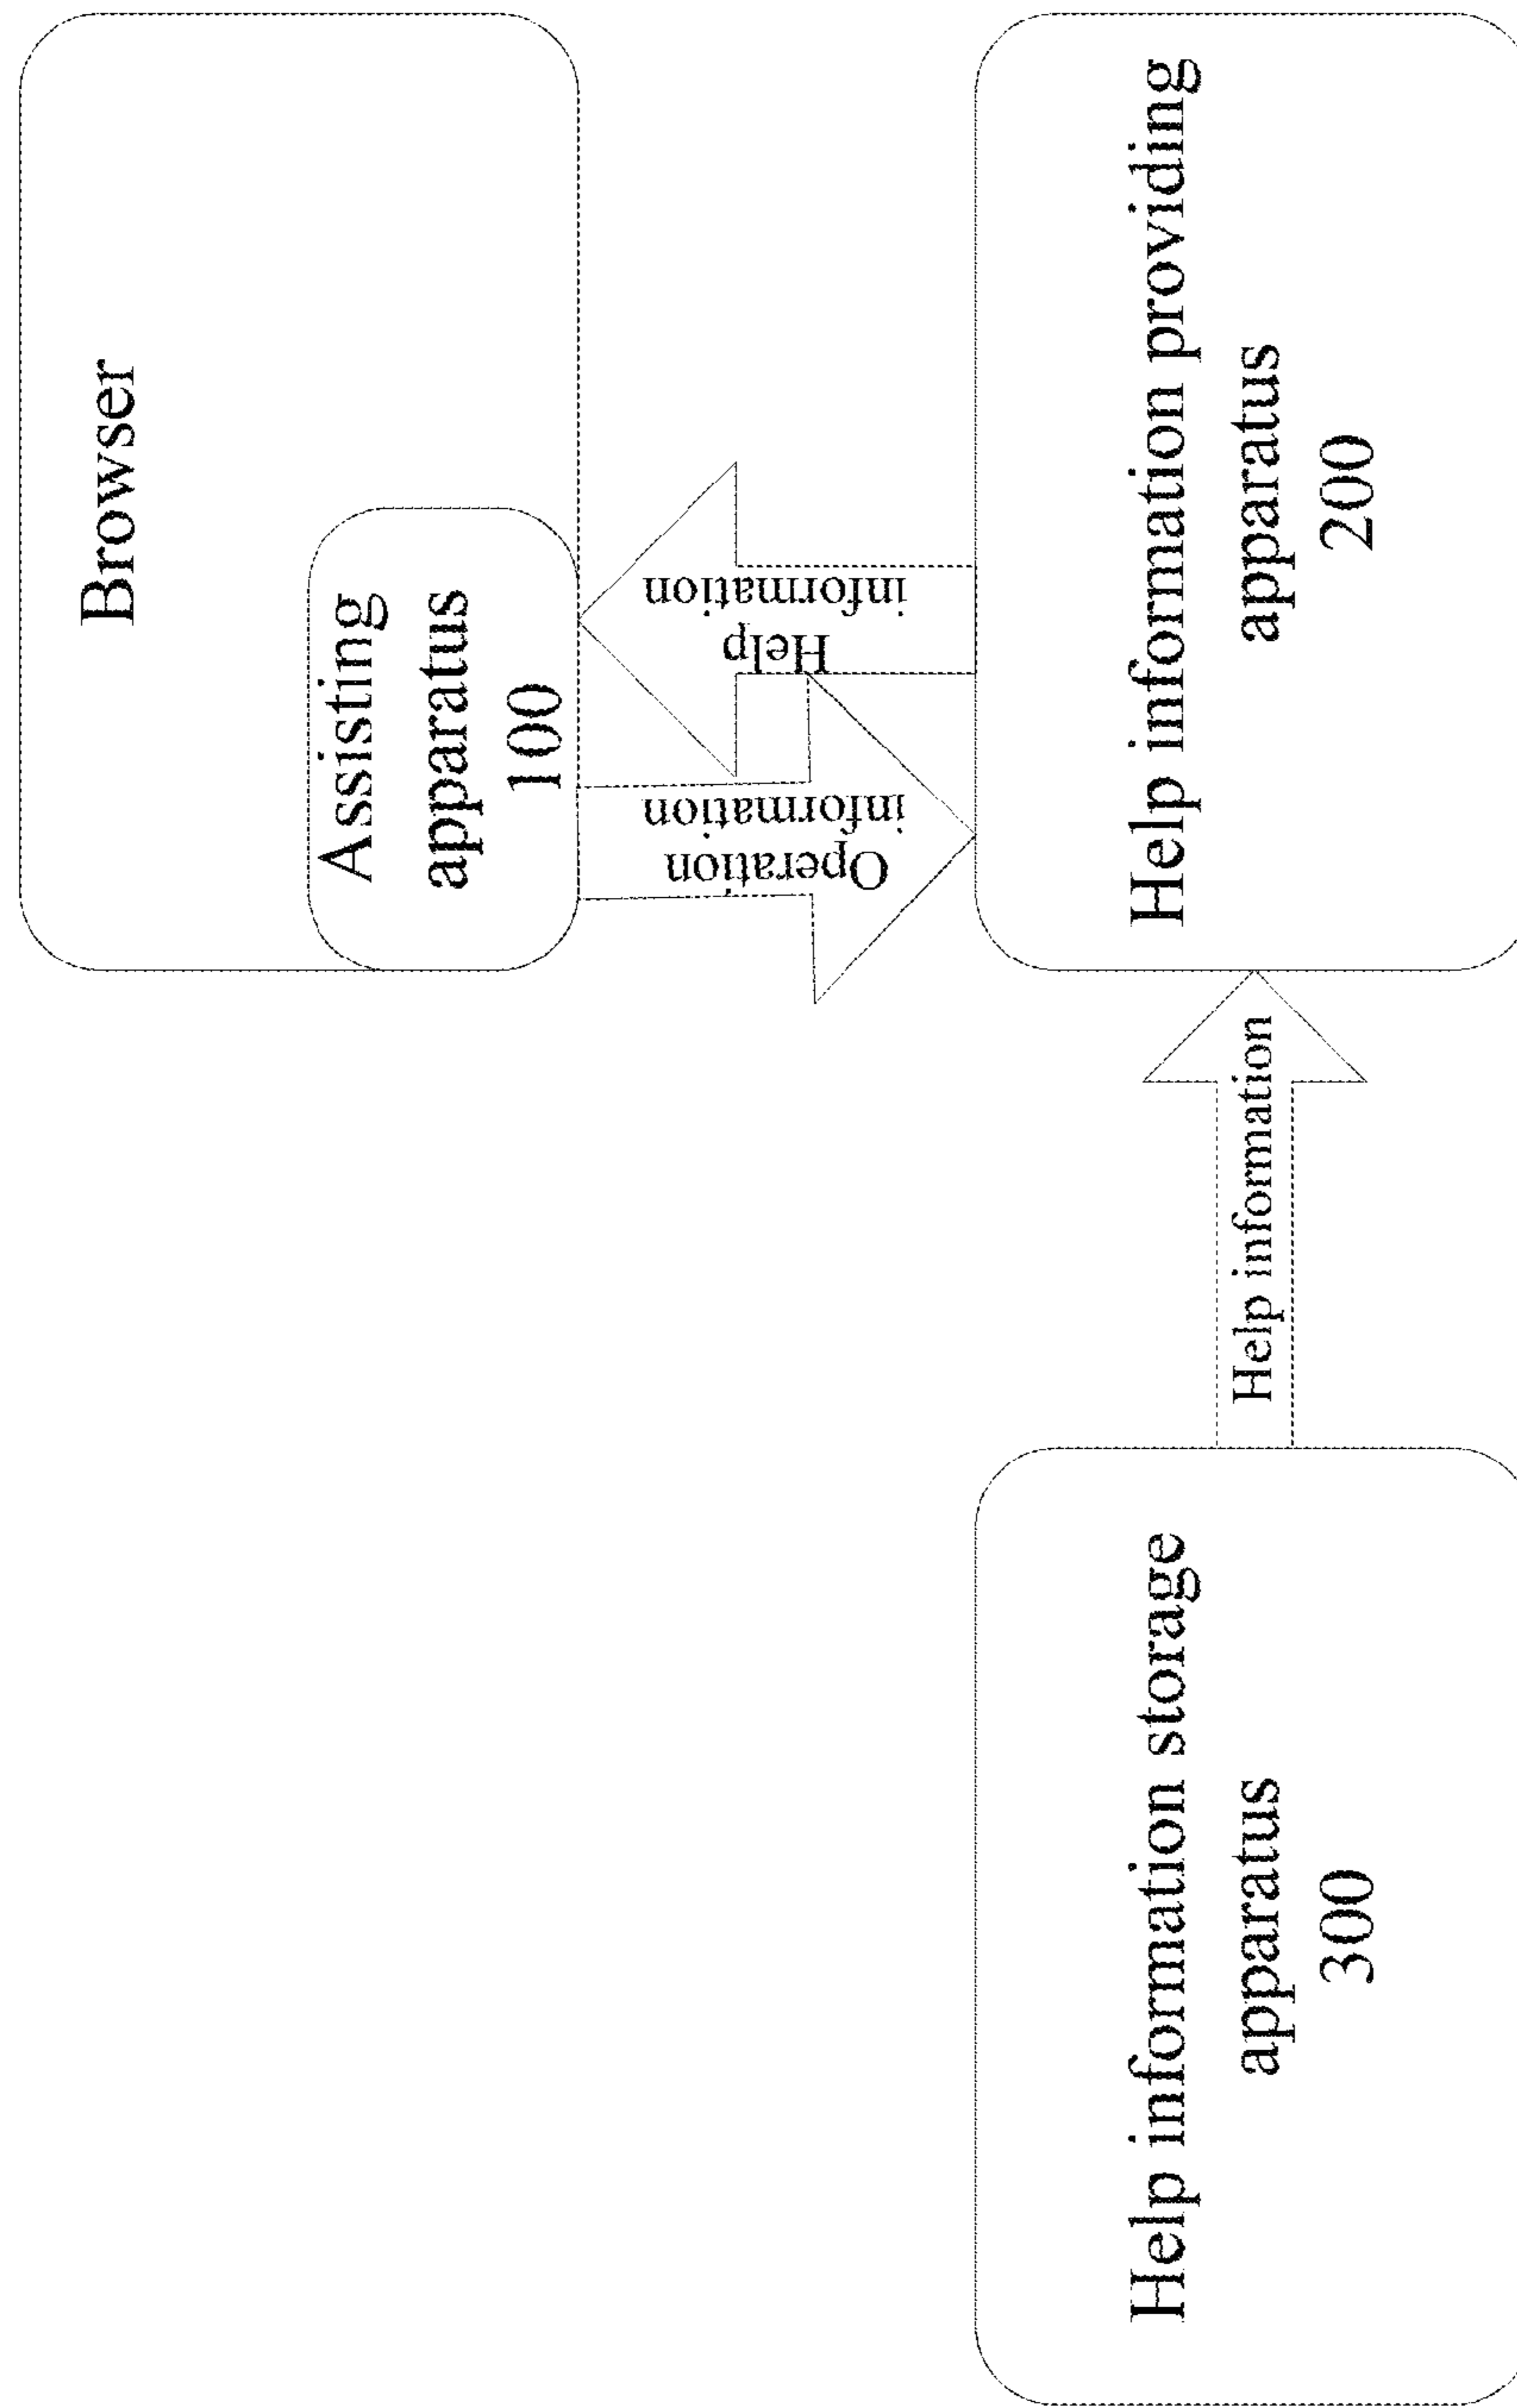 Browser
Assisting
apparatus
100
Help
information
Operation
information
Help information providing
apparatus
200
Help information
Help information storage
apparatus
300